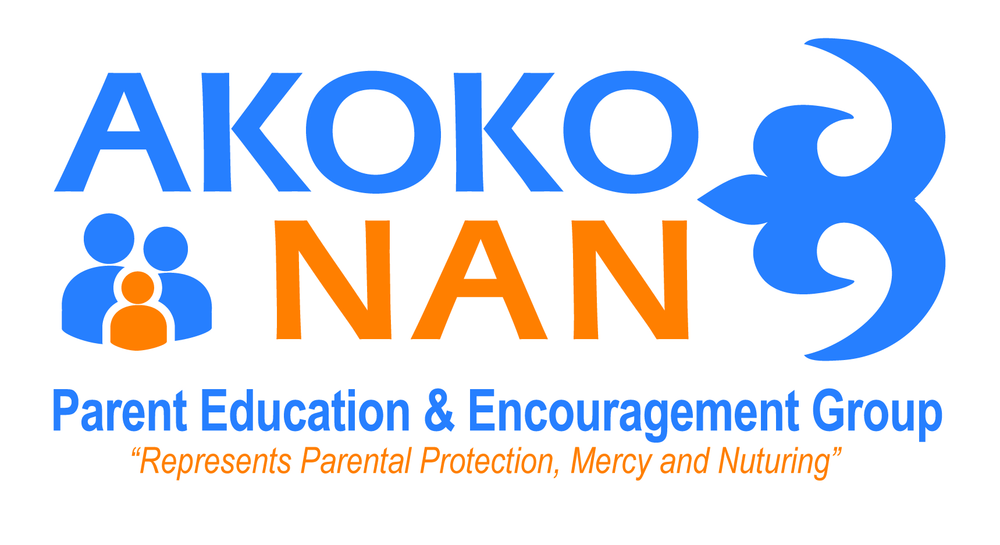 AKOKO
NAN
Parent Education & Encouragement Group
“Represents Parental Protection, Mercy and Nuturing”